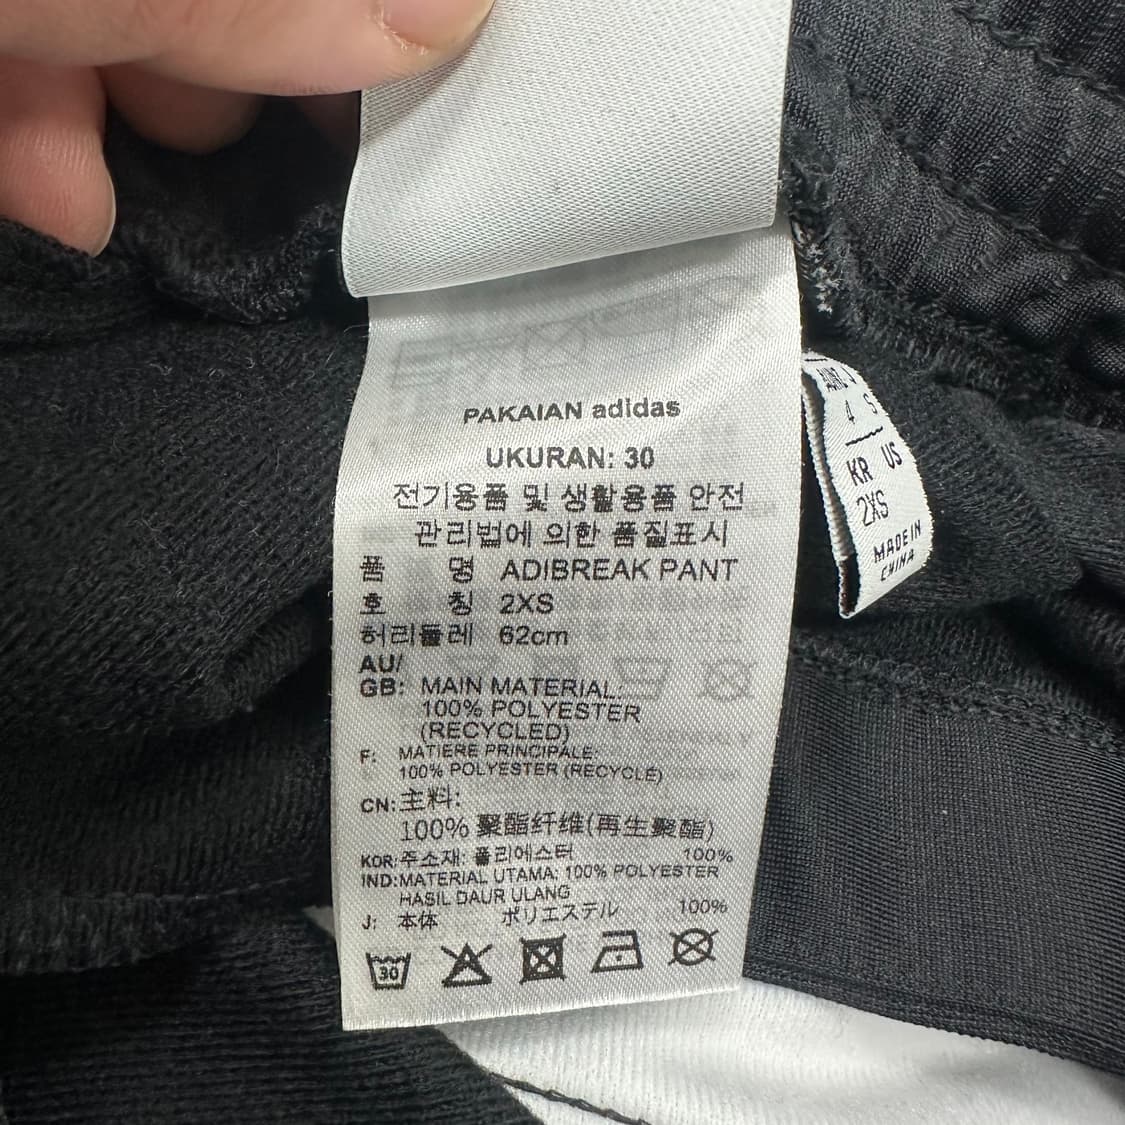 PAKAIAN adidas
UKURAN: 30
전기용품 및 생활용품 안전
관리법에 의한 품질표시
품 명 ADIBREAK PANT
호 칭 2XS
허리둘레 62cm
AU/
GB: MAIN MATERIAL:
100% POLYESTER
(RECYCLED)
F: MATIERE PRINCIPALE:
100% POLYESTER (RECYCLÉ)
CN: 主料:
100% 聚酯纤维(再生聚酯)
KOR: 주소재: 폴리에스터 100%
IND: MATERIAL UTAMA: 100% POLYESTER
HASIL DAUR ULANG
J: 本体 ポリエステル 100%
30
4 S
KR US
2XS
MADE IN
CHINA